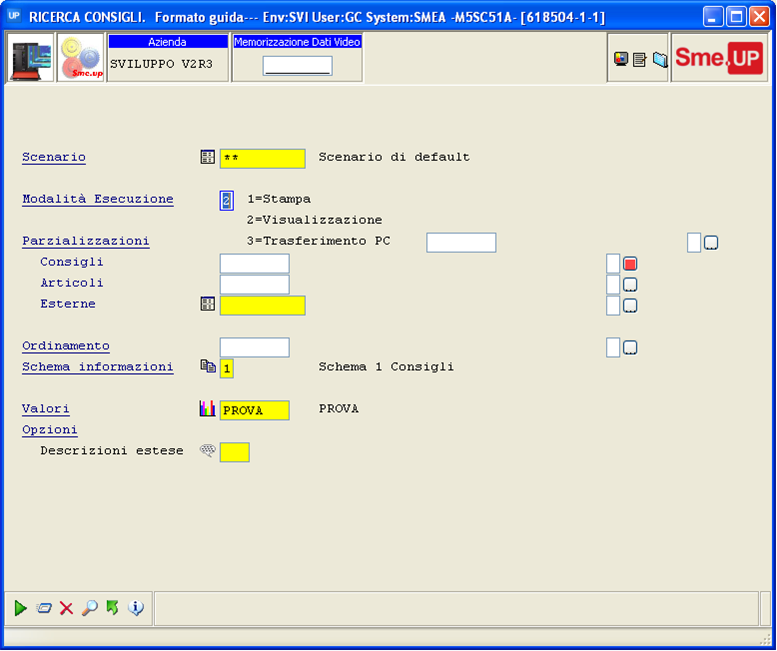 UP RICERCA CONSIGLI. Formato guida--- Env:SVI User:GC System:SMEA -M5SC51A- [618504-1-1]
Sme.up
Azienda
SVILUPPO V2R3
Memorizzazione Dati Video
Sme.UP
Scenario ** Scenario di default
Modalità Esecuzione 2 1=Stampa
2=Visualizzazione
Parzializzazioni 3=Trasferimento PC
Consigli
Articoli
Esterne
Ordinamento
Schema informazioni 1 Schema 1 Consigli
Valori PROVA PROVA
Opzioni
Descrizioni estese